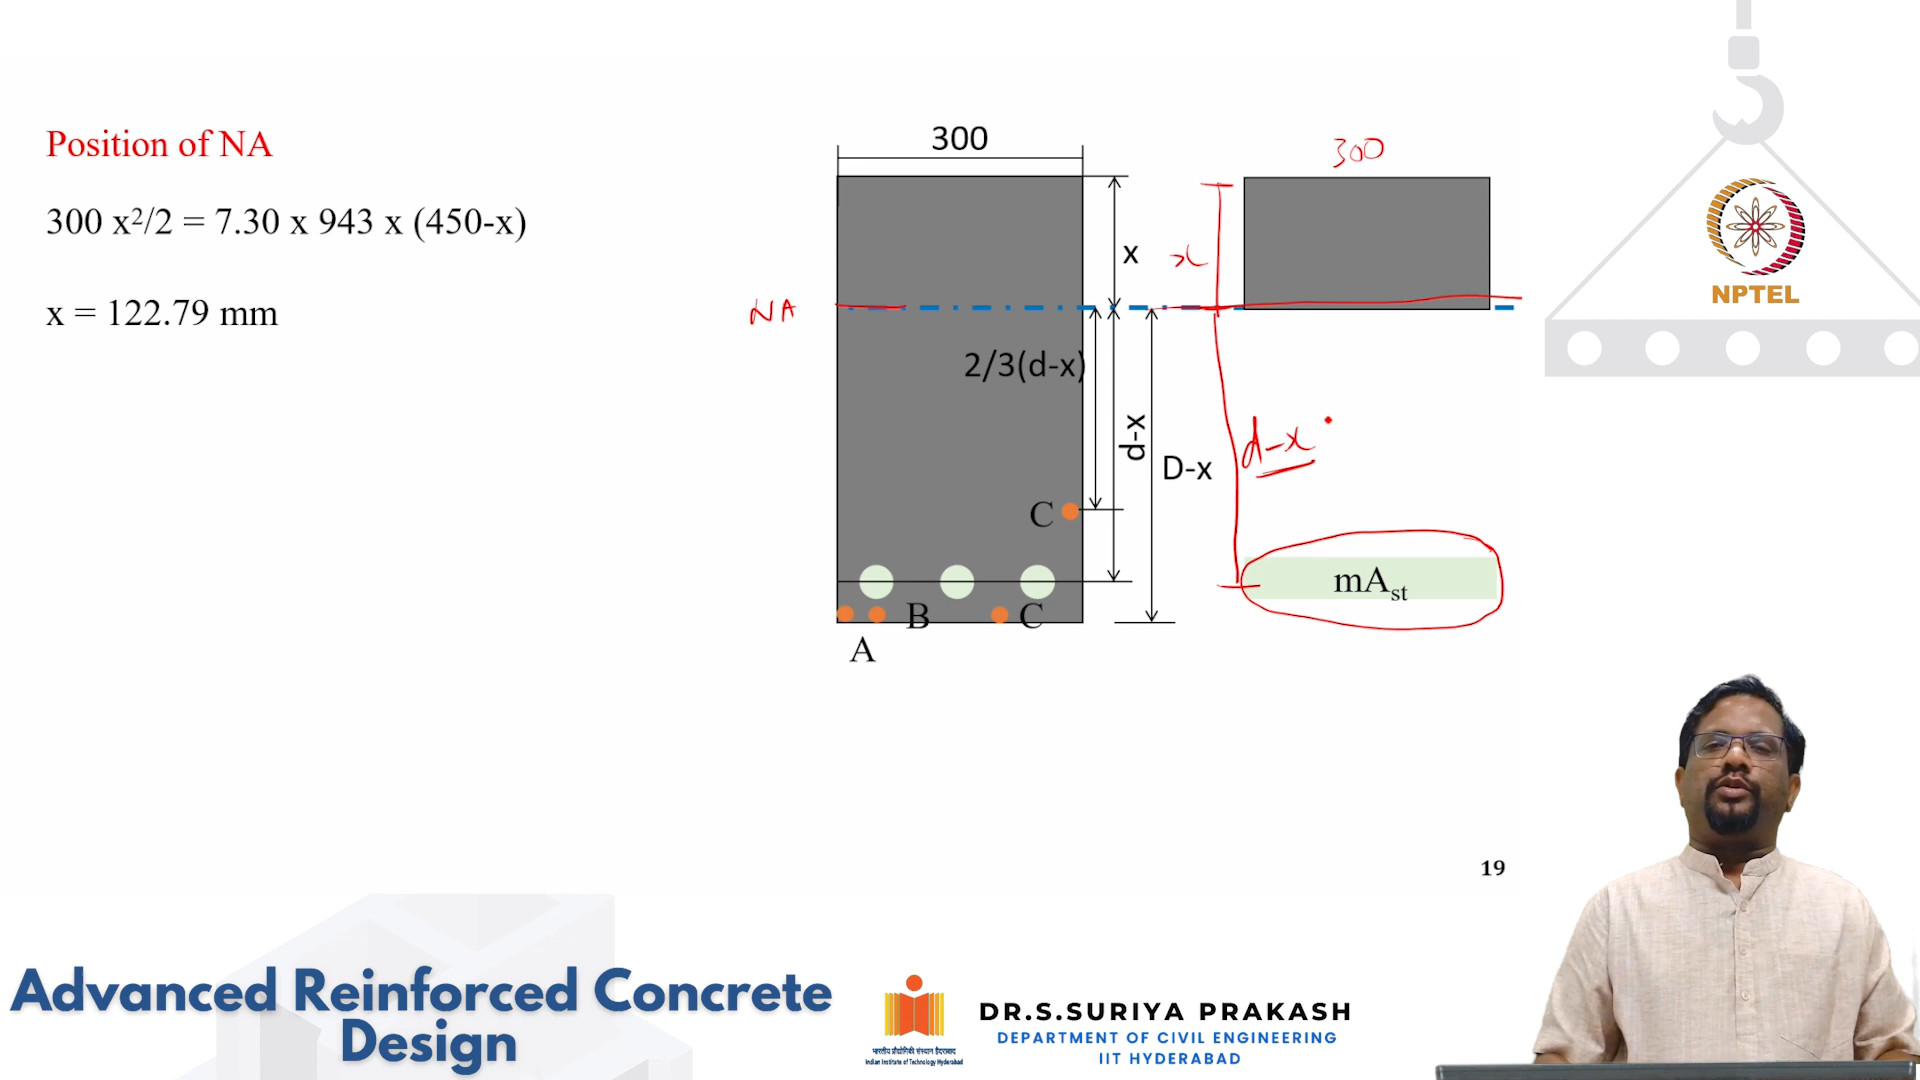 Position of NA
300 x²/2 = 7.30 x 943 x (450-x)
x = 122.79 mm
300
300
x
x
NA
2/3(d-x)
d-x
D-x
d-x
C
mAst
B
C
A
NPTEL
19
Advanced Reinforced Concrete
Design
भारतीय प्रौद्योगिकी संस्थान हैदराबाद
Indian Institute of Technology Hyderabad
DR.S.SURIYA PRAKASH
DEPARTMENT OF CIVIL ENGINEERING
IIT HYDERABAD